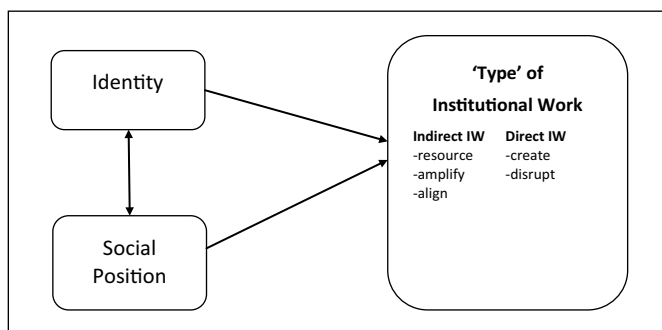 Identity
Social
Position
‘Type’ of
Institutional Work
Indirect IW Direct IW
-resource -create
-amplify -disrupt
-align